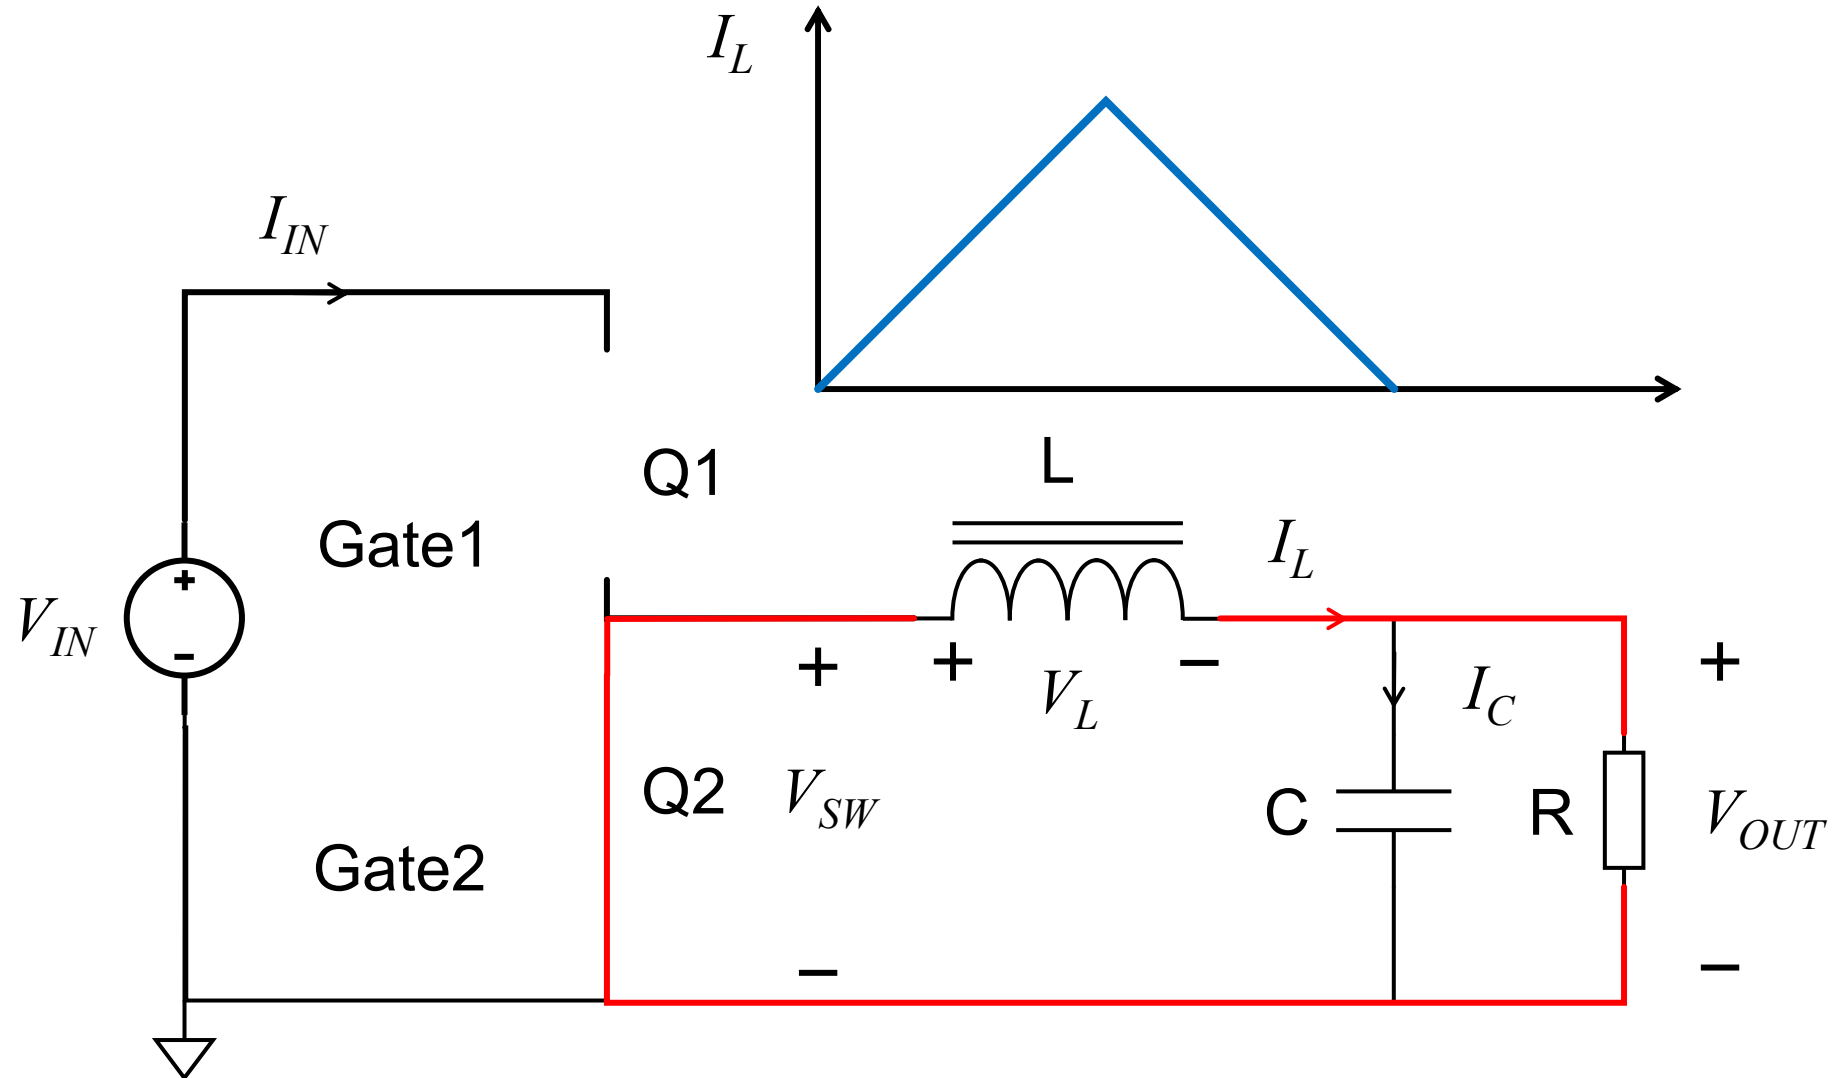 I_L
I_IN
Q1
L
Gate1
I_L
+
V_IN
-
+
+
V_L
−
+
I_C
Q2
V_SW
C
R
V_OUT
Gate2
−
−